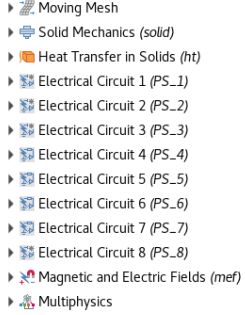 Moving Mesh
Solid Mechanics (solid)
Heat Transfer in Solids (ht)
Electrical Circuit 1 (PS_1)
Electrical Circuit 2 (PS_2)
Electrical Circuit 3 (PS_3)
Electrical Circuit 4 (PS_4)
Electrical Circuit 5 (PS_5)
Electrical Circuit 6 (PS_6)
Electrical Circuit 7 (PS_7)
Electrical Circuit 8 (PS_8)
Magnetic and Electric Fields (mef)
Multiphysics